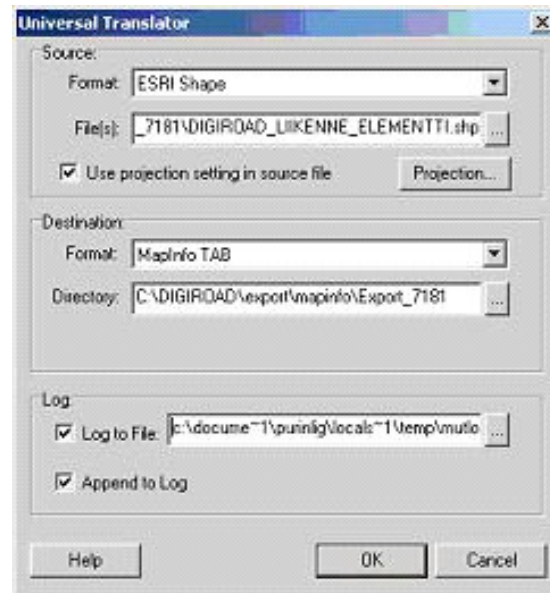 Universal Translator
Source:
Format: ESRI Shape
File(s): _7181\DIGIROAD_LIIKENNE_ELEMENTTI.shp ...
Use projection setting in source file Projection...
Destination:
Format: MapInfo TAB
Directory: C:\DIGIROAD\export\mapinfo\Export_7181 ...
Log:
Log to File: c:\docume~1\purinlig\locals~1\temp\mutlo ...
Append to Log
Help OK Cancel